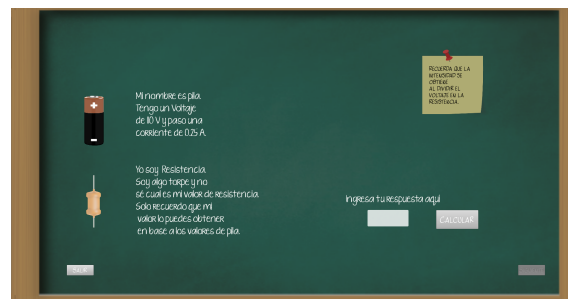 Mi nombre es pila.
Tengo un Voltaje
de 10 V y paso una
corriente de 0.25 A.
RECUERDA QUE LA
INTENSIDAD SE
OBTIENE
AL DIVIDIR EL
VOLTAJE EN LA
RESISTENCIA.
Yo soy Resistencia.
Soy algo torpe y no
sé cual es mi valor de resistencia.
Solo recuerdo que mi
valor lo puedes obtener
en base a los valores de pila.
Ingresa tu respuesta aquí
CALCULAR
SALIR